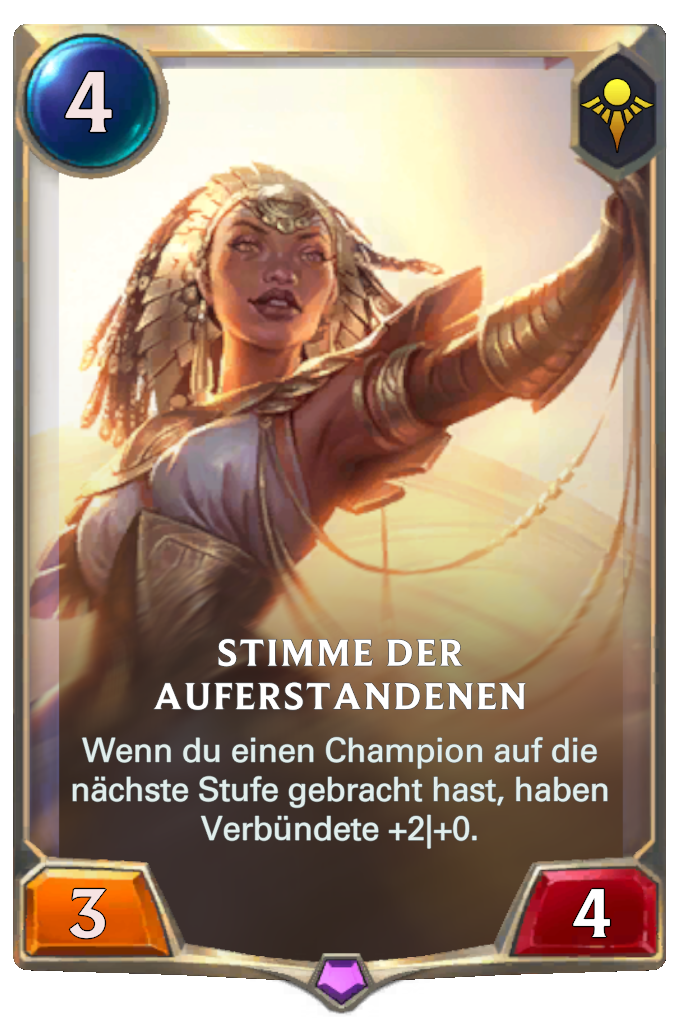 4
STIMME DER
AUFERSTANDENEN
Wenn du einen Champion auf die
nächste Stufe gebracht hast, haben
Verbündete +2|+0.
3
4